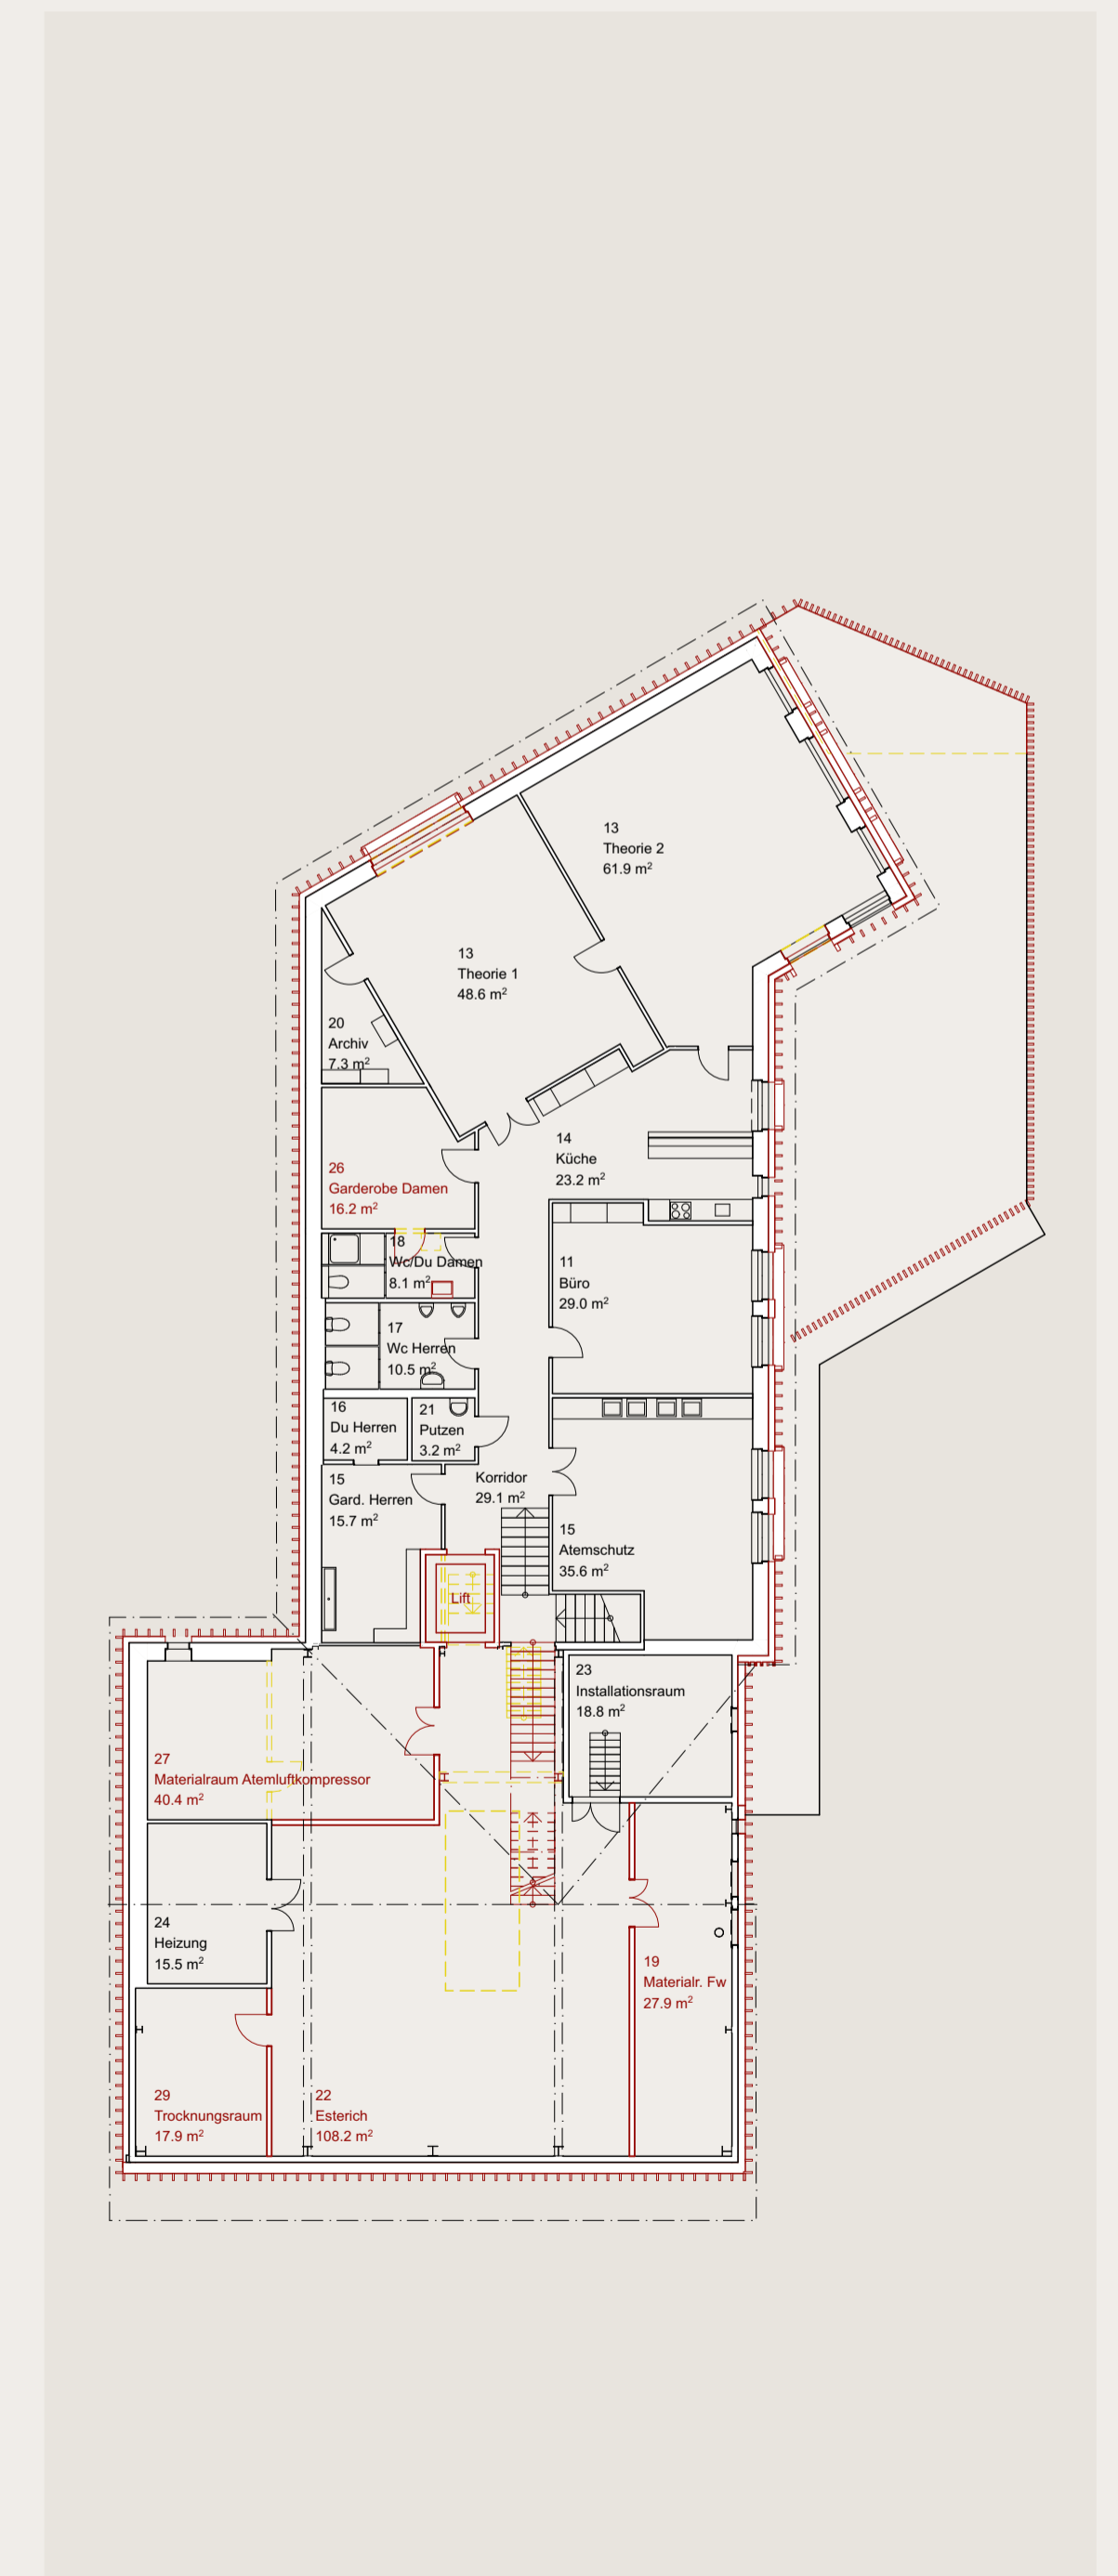 13
Theorie 2
61.9 m²
13
Theorie 1
48.6 m²
20
Archiv
7.3 m²
14
Küche
23.2 m²
26
Garderobe Damen
16.2 m²
18
Wc/Du Damen
8.1 m²
11
Büro
29.0 m²
17
Wc Herren
10.5 m²
16
Du Herren
4.2 m²
21
Putzen
3.2 m²
15
Gard. Herren
15.7 m²
Korridor
29.1 m²
15
Atemschutz
35.6 m²
Lift
23
Installationsraum
18.8 m²
27
Materialraum Atemluftkompressor
40.4 m²
24
Heizung
15.5 m²
19
Materialr. Fw
27.9 m²
29
Trocknungsraum
17.9 m²
22
Esterich
108.2 m²